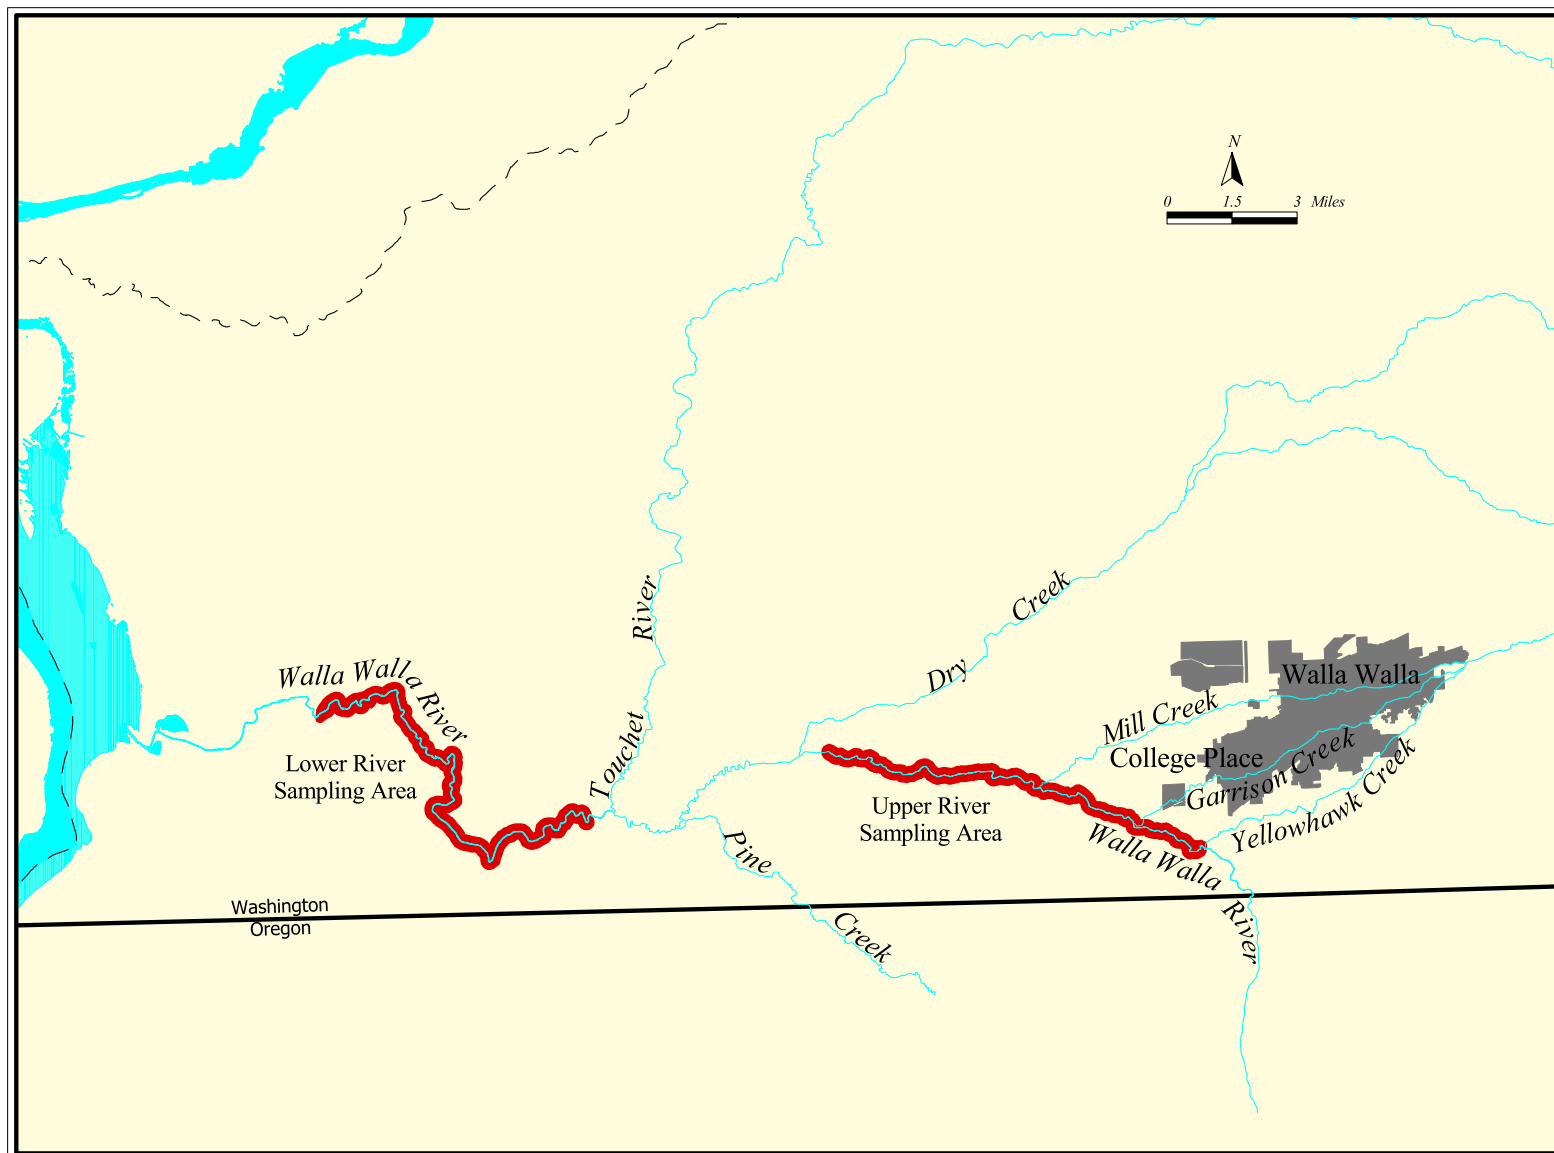 N
0 1.5 3 Miles
Touchet River
Dry Creek
Walla Walla River
Lower River
Sampling Area
Walla Walla
Mill Creek
College Place
Garrison Creek
Yellowhawk Creek
Upper River
Sampling Area
Walla Walla River
Pine Creek
Washington
Oregon